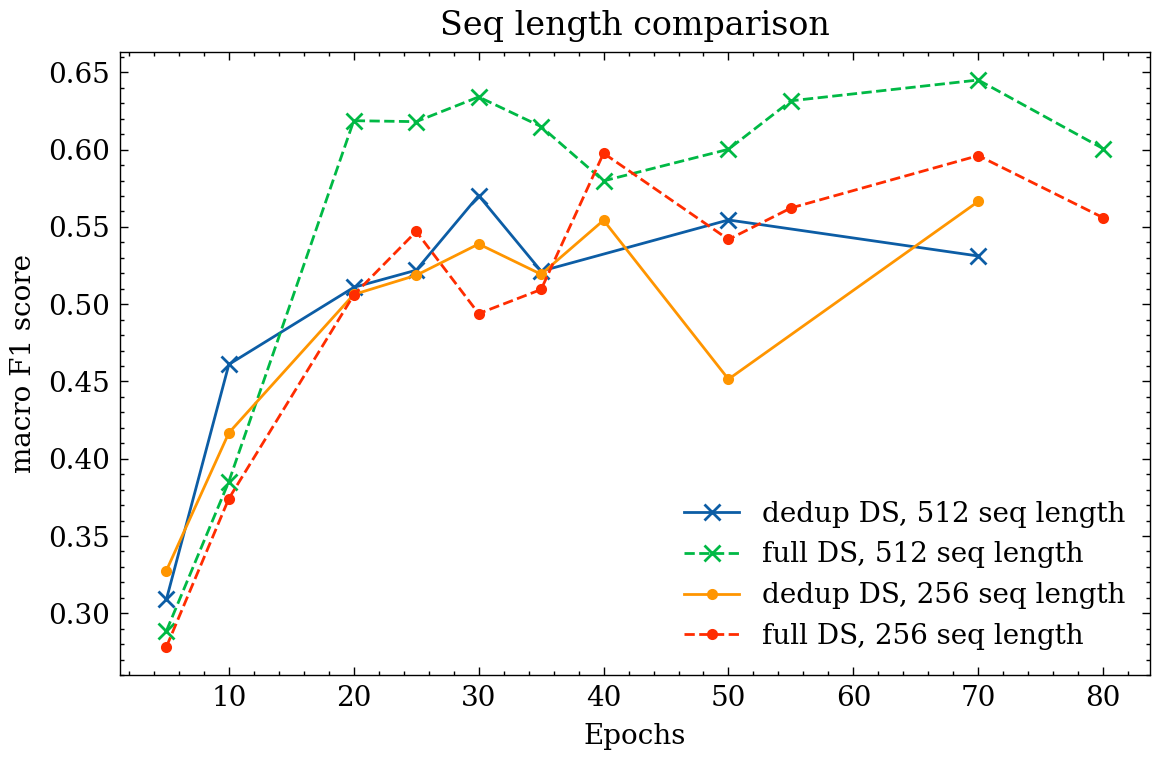 Seq length comparison
macro F1 score
0.65
0.60
0.55
0.50
0.45
0.40
0.35
0.30
dedup DS, 512 seq length
full DS, 512 seq length
dedup DS, 256 seq length
full DS, 256 seq length
10 20 30 40 50 60 70 80
Epochs